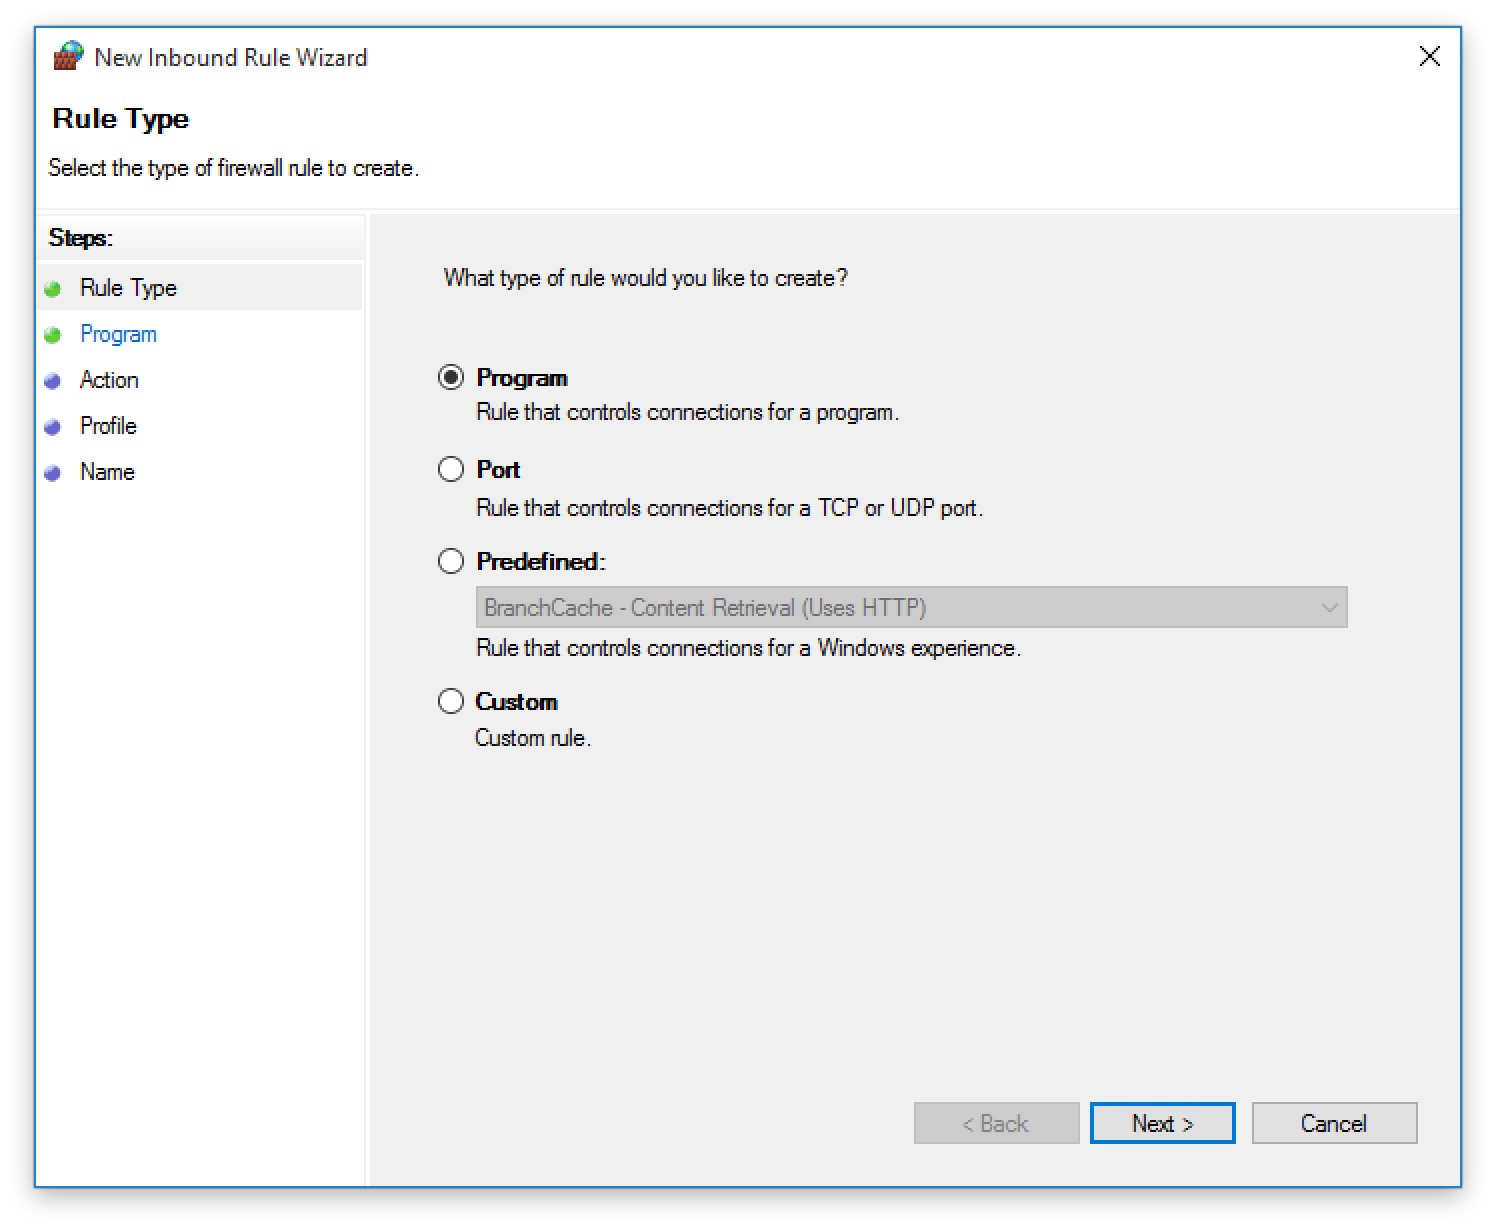 New Inbound Rule Wizard
Rule Type
Select the type of firewall rule to create.
Steps:
Rule Type
Program
Action
Profile
Name
What type of rule would you like to create?
Program
Rule that controls connections for a program.
Port
Rule that controls connections for a TCP or UDP port.
Predefined:
BranchCache - Content Retrieval (Uses HTTP)
Rule that controls connections for a Windows experience.
Custom
Custom rule.
< Back
Next >
Cancel